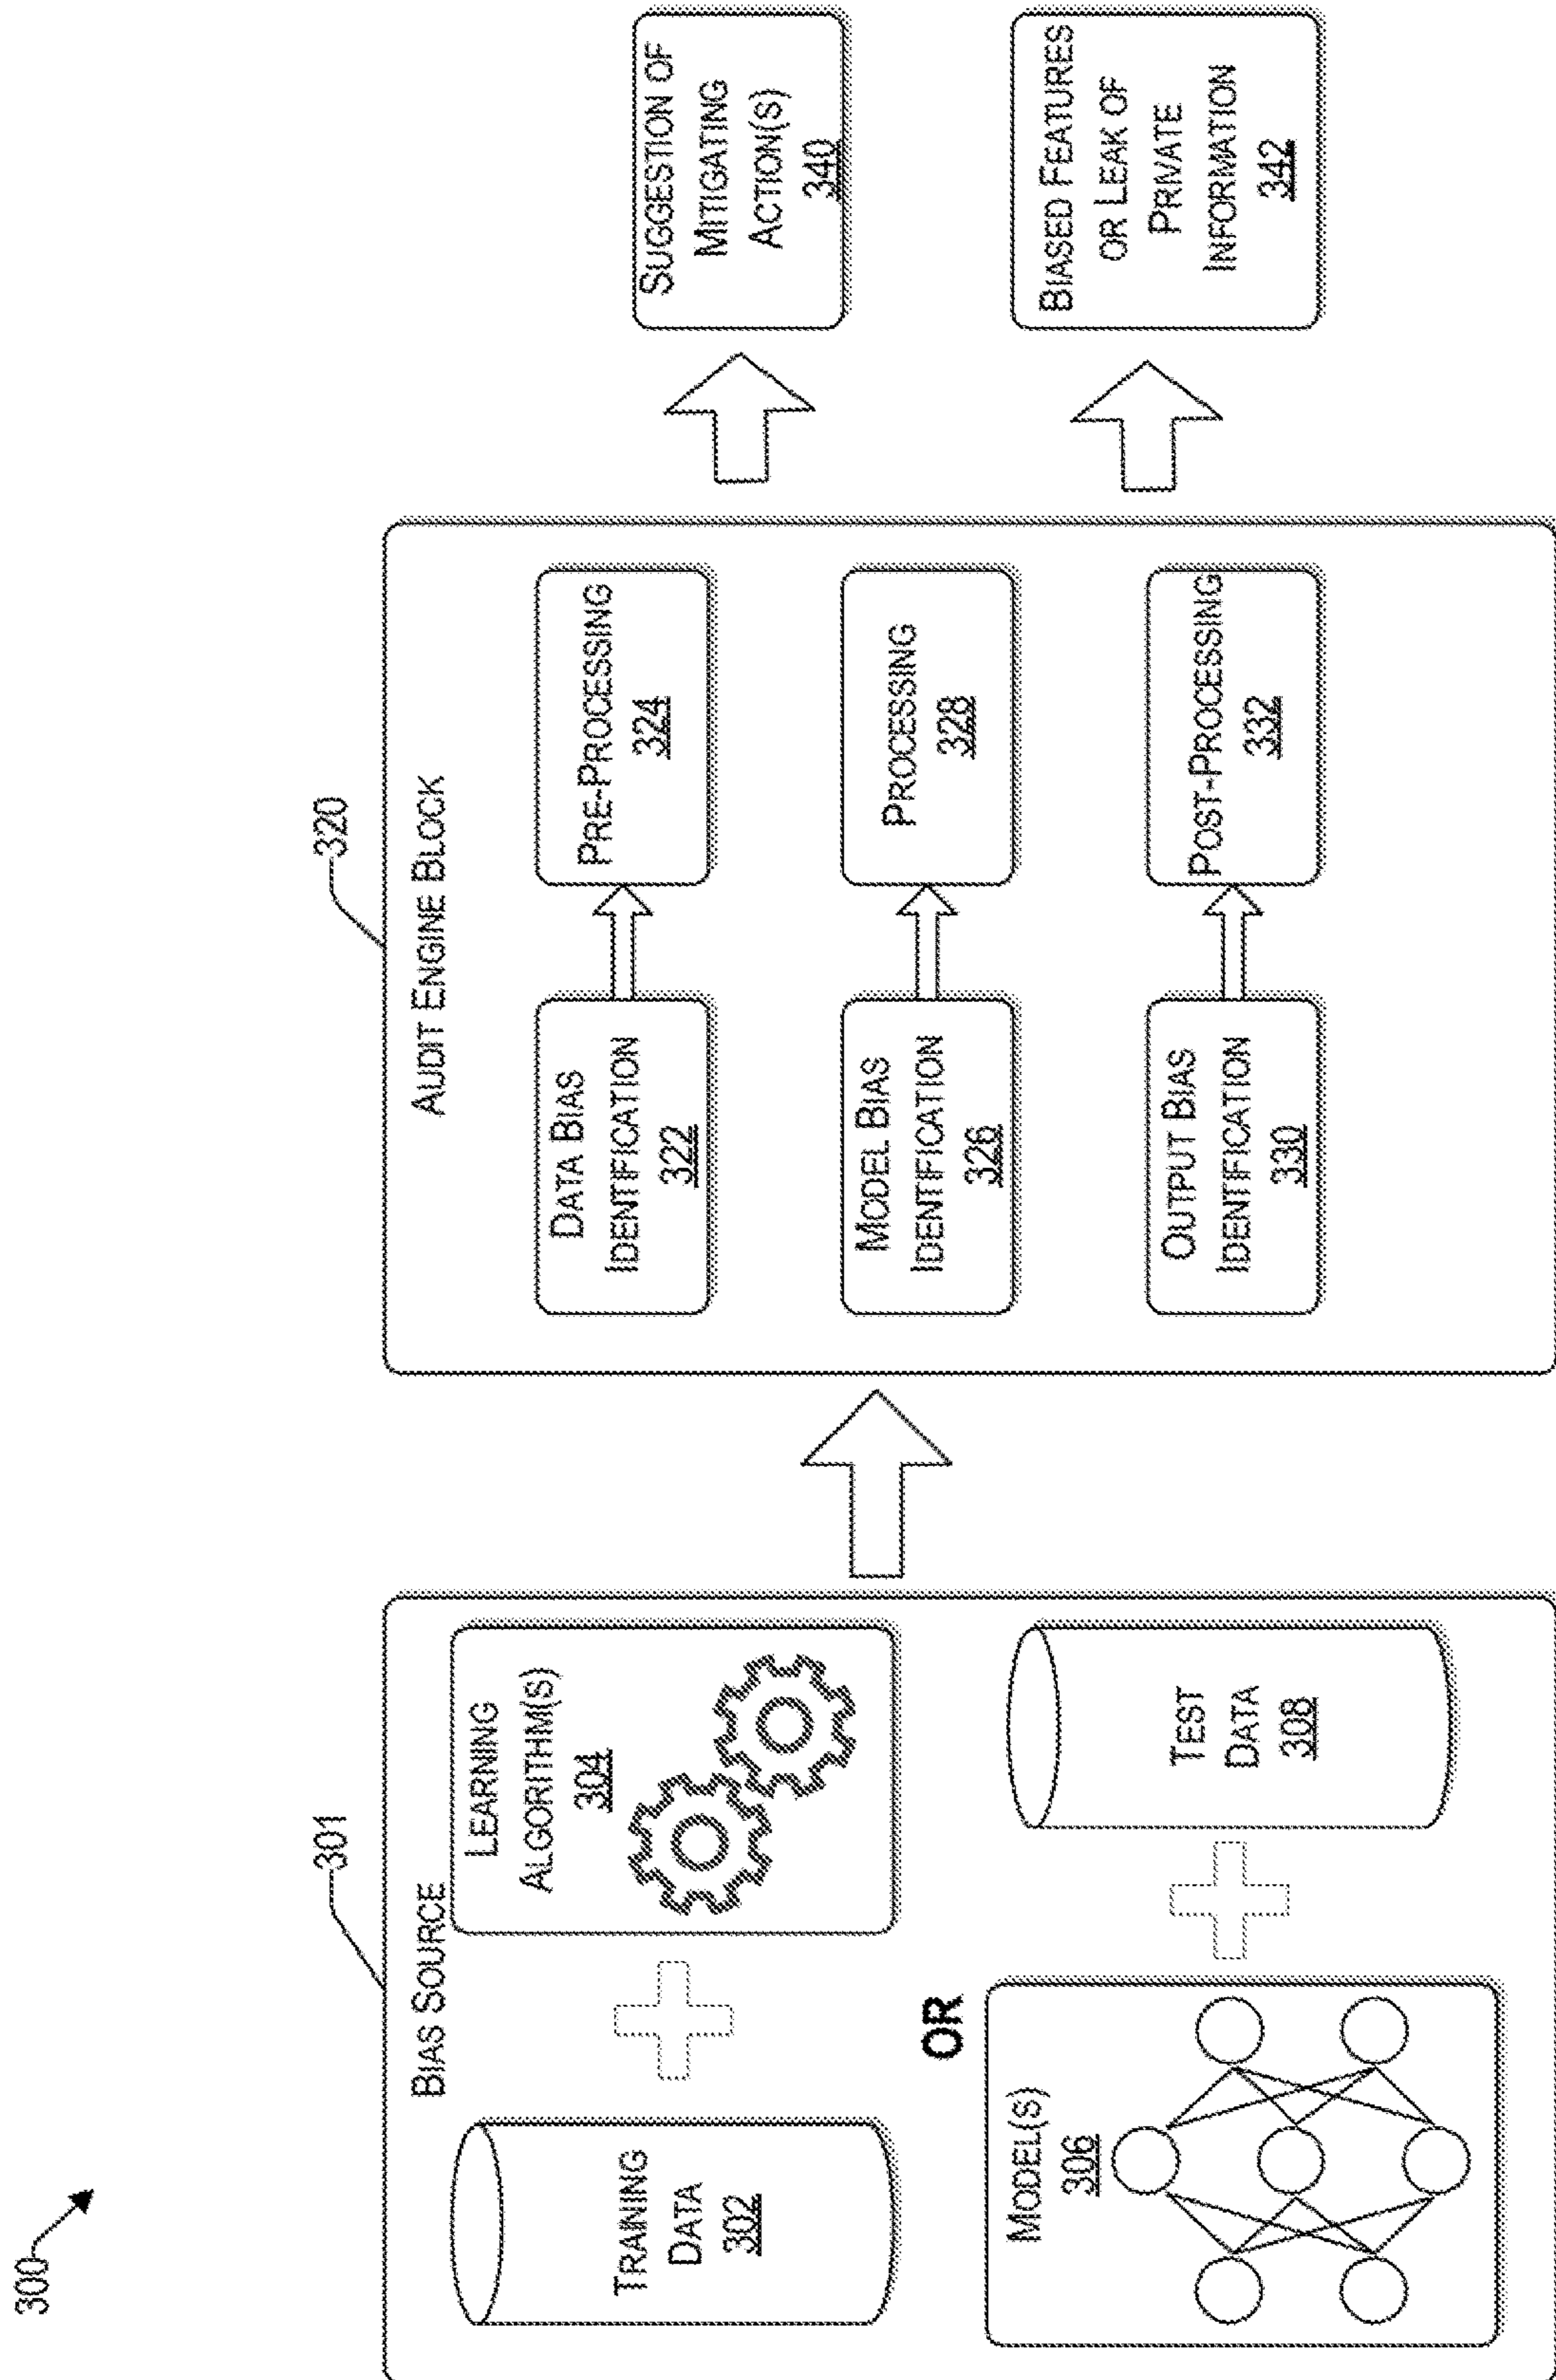 300
301
BIAS SOURCE
TRAINING
DATA
302
LEARNING
ALGORITHM(S)
304
OR
MODEL(S)
306
TEST
DATA
308
320
AUDIT ENGINE BLOCK
DATA BIAS
IDENTIFICATION
322
PRE-PROCESSING
324
MODEL BIAS
IDENTIFICATION
326
PROCESSING
328
OUTPUT BIAS
IDENTIFICATION
330
POST-PROCESSING
332
SUGGESTION OF
MITIGATING
ACTION(S)
340
BIASED FEATURES
OR LEAK OF
PRIVATE
INFORMATION
342